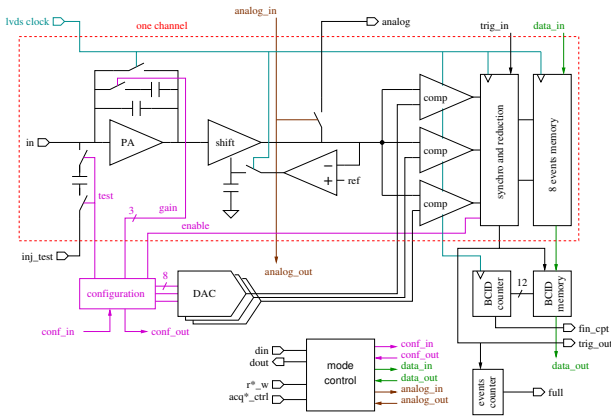 lvds clock
one channel
analog_in
analog
trig_in
data_in
in
PA
shift
comp
comp
comp
synchro and reduction
8 events memory
−
+
ref
test
gain
3
enable
inj_test
configuration
8
DAC
analog_out
BCID
counter
12
BCID
memory
conf_in
conf_out
fin_cpt
trig_out
data_out
din
dout
r*_w
acq*_ctrl
mode
control
conf_in
conf_out
data_in
data_out
analog_in
analog_out
events
counter
full